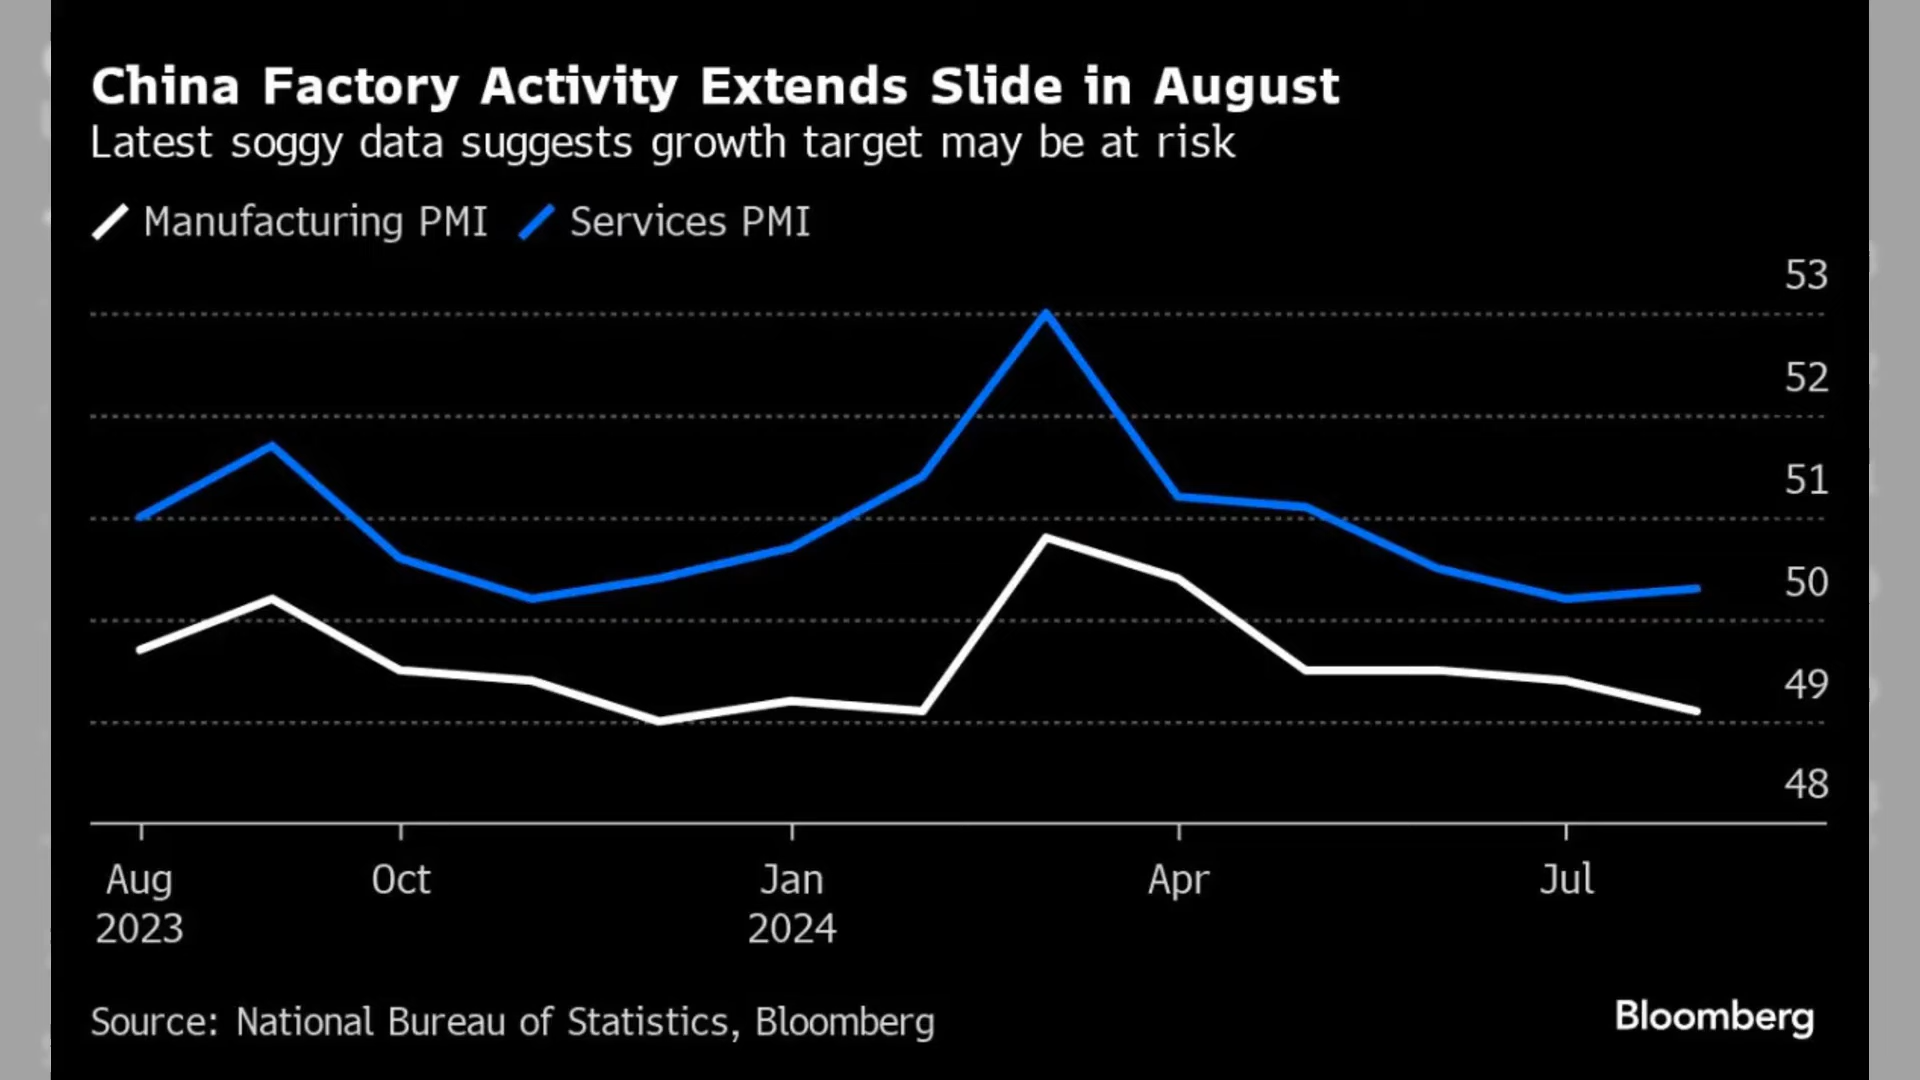 China Factory Activity Extends Slide in August
Latest soggy data suggests growth target may be at risk
Manufacturing PMI Services PMI
53
52
51
50
49
48
Aug Oct Jan Apr Jul
2023 2024
Source: National Bureau of Statistics, Bloomberg
Bloomberg